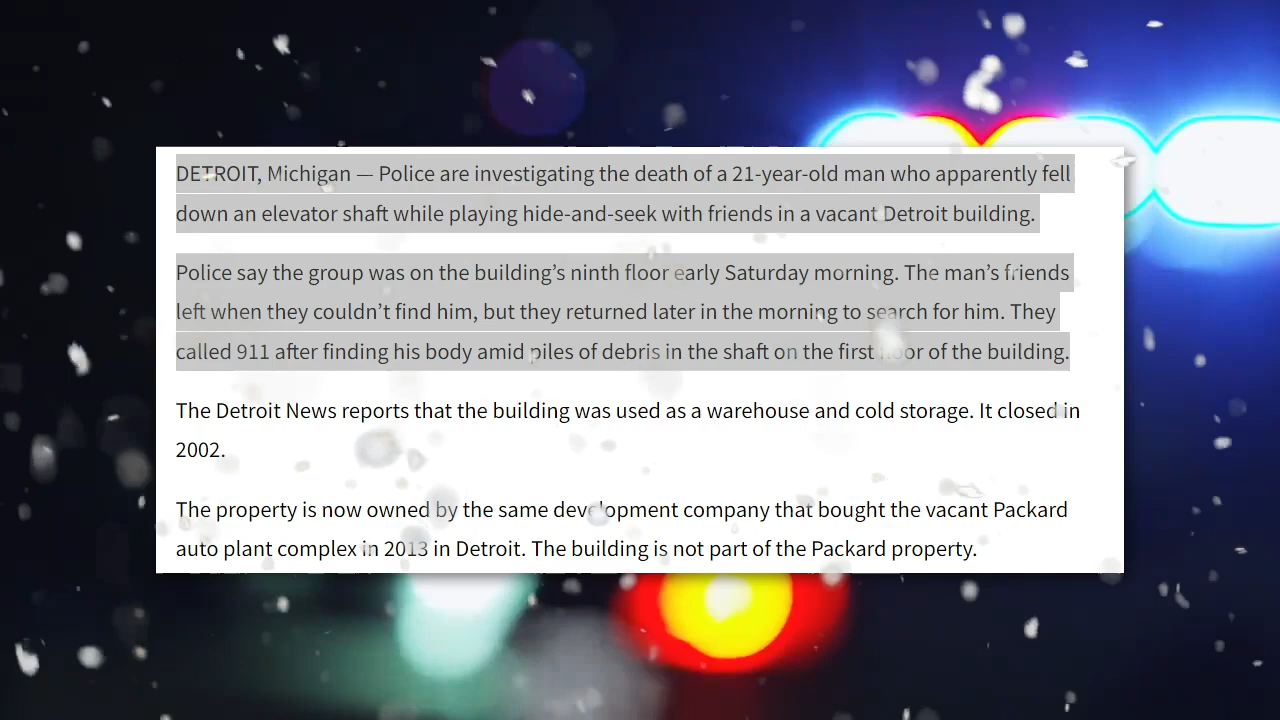 DETROIT, Michigan — Police are investigating the death of a 21-year-old man who apparently fell
down an elevator shaft while playing hide-and-seek with friends in a vacant Detroit building.
Police say the group was on the building’s ninth floor early Saturday morning. The man’s friends
left when they couldn’t find him, but they returned later in the morning to search for him. They
called 911 after finding his body amid piles of debris in the shaft on the first floor of the building.
The Detroit News reports that the building was used as a warehouse and cold storage. It closed in
2002.
The property is now owned by the same development company that bought the vacant Packard
auto plant complex in 2013 in Detroit. The building is not part of the Packard property.